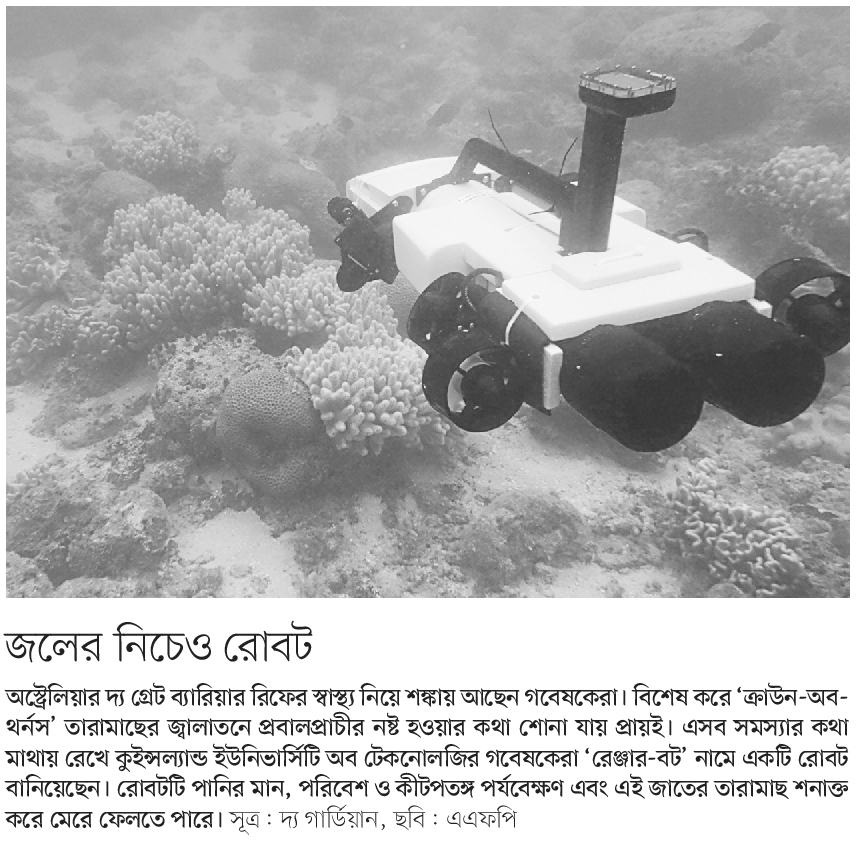 জলের নিচেও রোবট
অস্ট্রেলিয়ার দ্য গ্রেট ব্যারিয়ার রিফের স্বাস্থ্য নিয়ে শঙ্কায় আছেন গবেষকেরা। বিশেষ করে ‘ক্রাউন-অব-
থর্নস’ তারামাছের জ্বালাতনে প্রবালপ্রাচীর নষ্ট হওয়ার কথা শোনা যায় প্রায়ই। এসব সমস্যার কথা
মাথায় রেখে কুইন্সল্যান্ড ইউনিভার্সিটি অব টেকনোলজির গবেষকেরা ‘রেঞ্জার-বট’ নামে একটি রোবট
বানিয়েছেন। রোবটটি পানির মান, পরিবেশ ও কীটপতঙ্গ পর্যবেক্ষণ এবং এই জাতের তারামাছ শনাক্ত
করে মেরে ফেলতে পারে। সূত্র : দ্য গার্ডিয়ান, ছবি : এএফপি